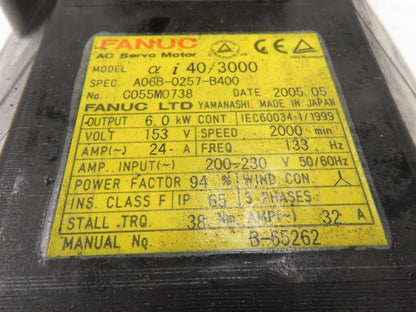 FANUC
AC Servo Motor
MODEL α i 40/3000
SPEC. A06B-0257-B400
No. C055M0738 DATE 2005.05
FANUC LTD YAMANASHI, MADE IN JAPAN
OUTPUT 6.0 kW CONT. IEC60034-1/1999
VOLT 153 V SPEED 2000 min⁻¹
AMP(~) 24 A FREQ. 133 Hz
AMP. INPUT(~) 200-230 V 50/60Hz
POWER FACTOR 94 % WIND. CON. Y
INS. CLASS F IP 65 3 PHASES
STALL .TRQ. 38 Nm AMP(~) 32 A
MANUAL No. B-65262